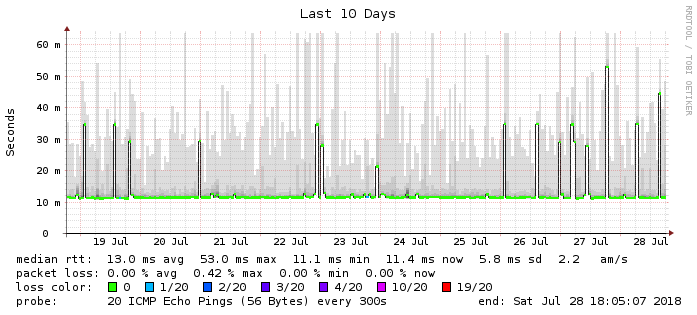 Last 10 Days
RRDTOOL / TOBI OETIKER
Seconds
60 m
50 m
40 m
30 m
20 m
10 m
0
19 Jul 20 Jul 21 Jul 22 Jul 23 Jul 24 Jul 25 Jul 26 Jul 27 Jul 28 Jul
median rtt: 13.0 ms avg 53.0 ms max 11.1 ms min 11.4 ms now 5.8 ms sd 2.2 am/s
packet loss: 0.00 % avg 0.42 % max 0.00 % min 0.00 % now
loss color: 0 1/20 2/20 3/20 4/20 10/20 19/20
probe: 20 ICMP Echo Pings (56 Bytes) every 300s end: Sat Jul 28 18:05:07 2018